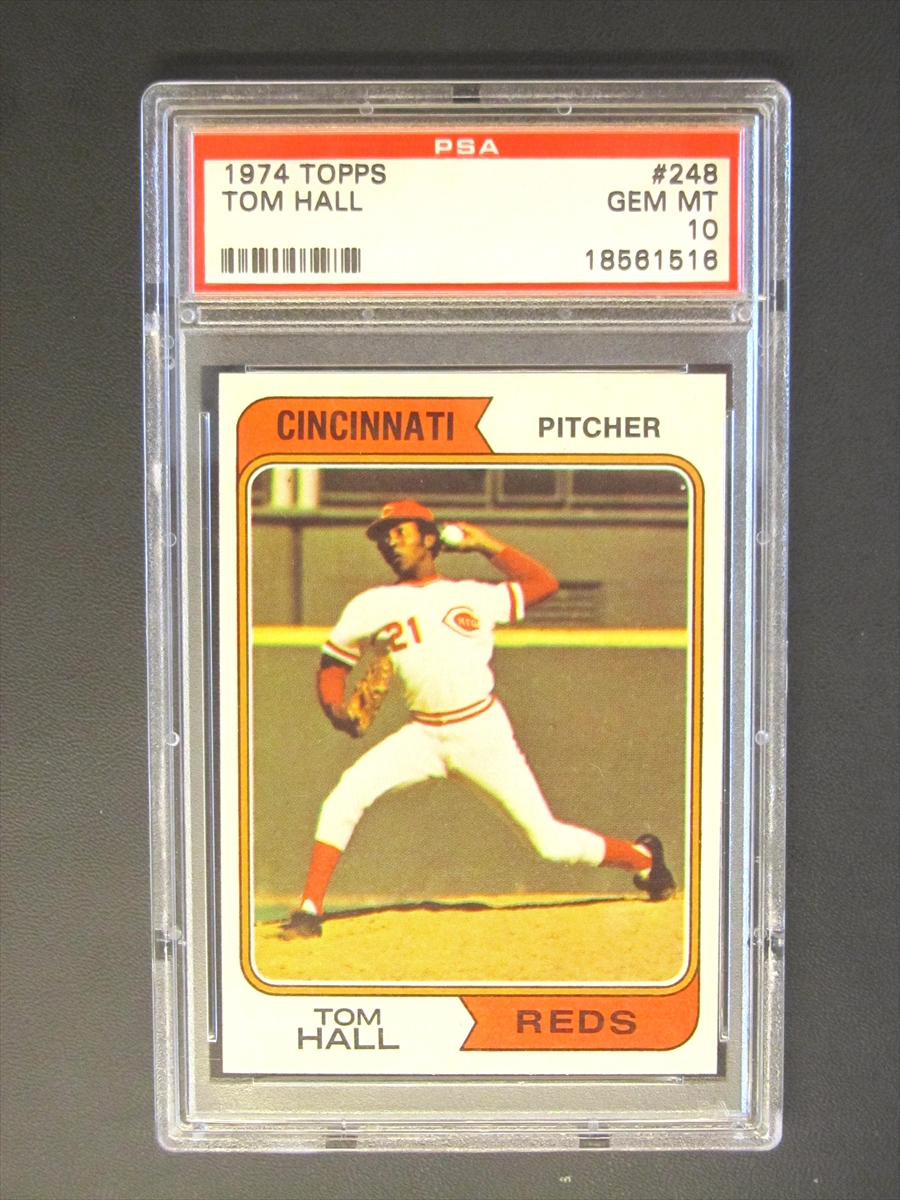 PSA
1974 TOPPS #248
TOM HALL GEM MT
10
18561516
CINCINNATI PITCHER
21
TOM
HALL
REDS